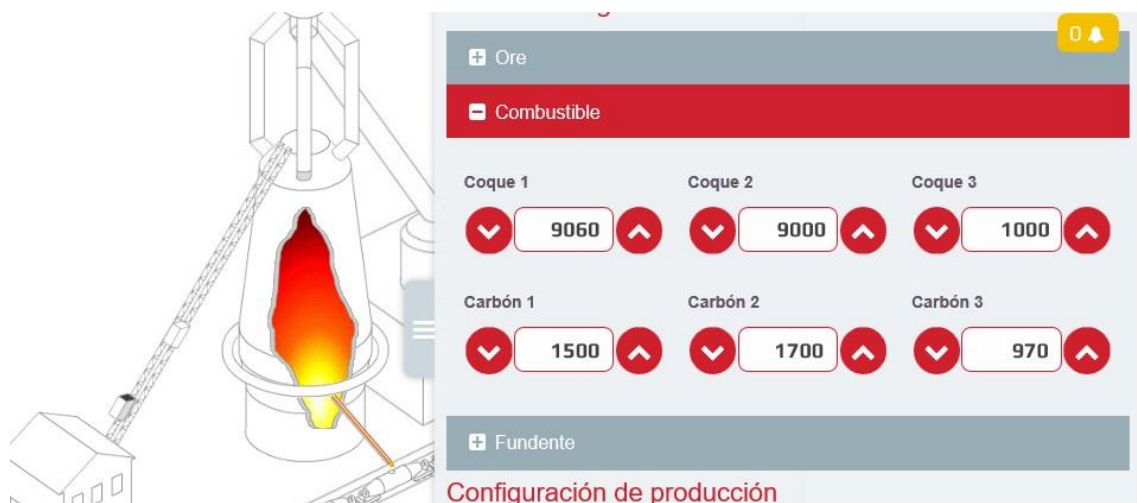 0
Ore
Combustible
Coque 1 Coque 2 Coque 3
9060 9000 1000
Carbón 1 Carbón 2 Carbón 3
1500 1700 970
Fundente
Configuración de producción